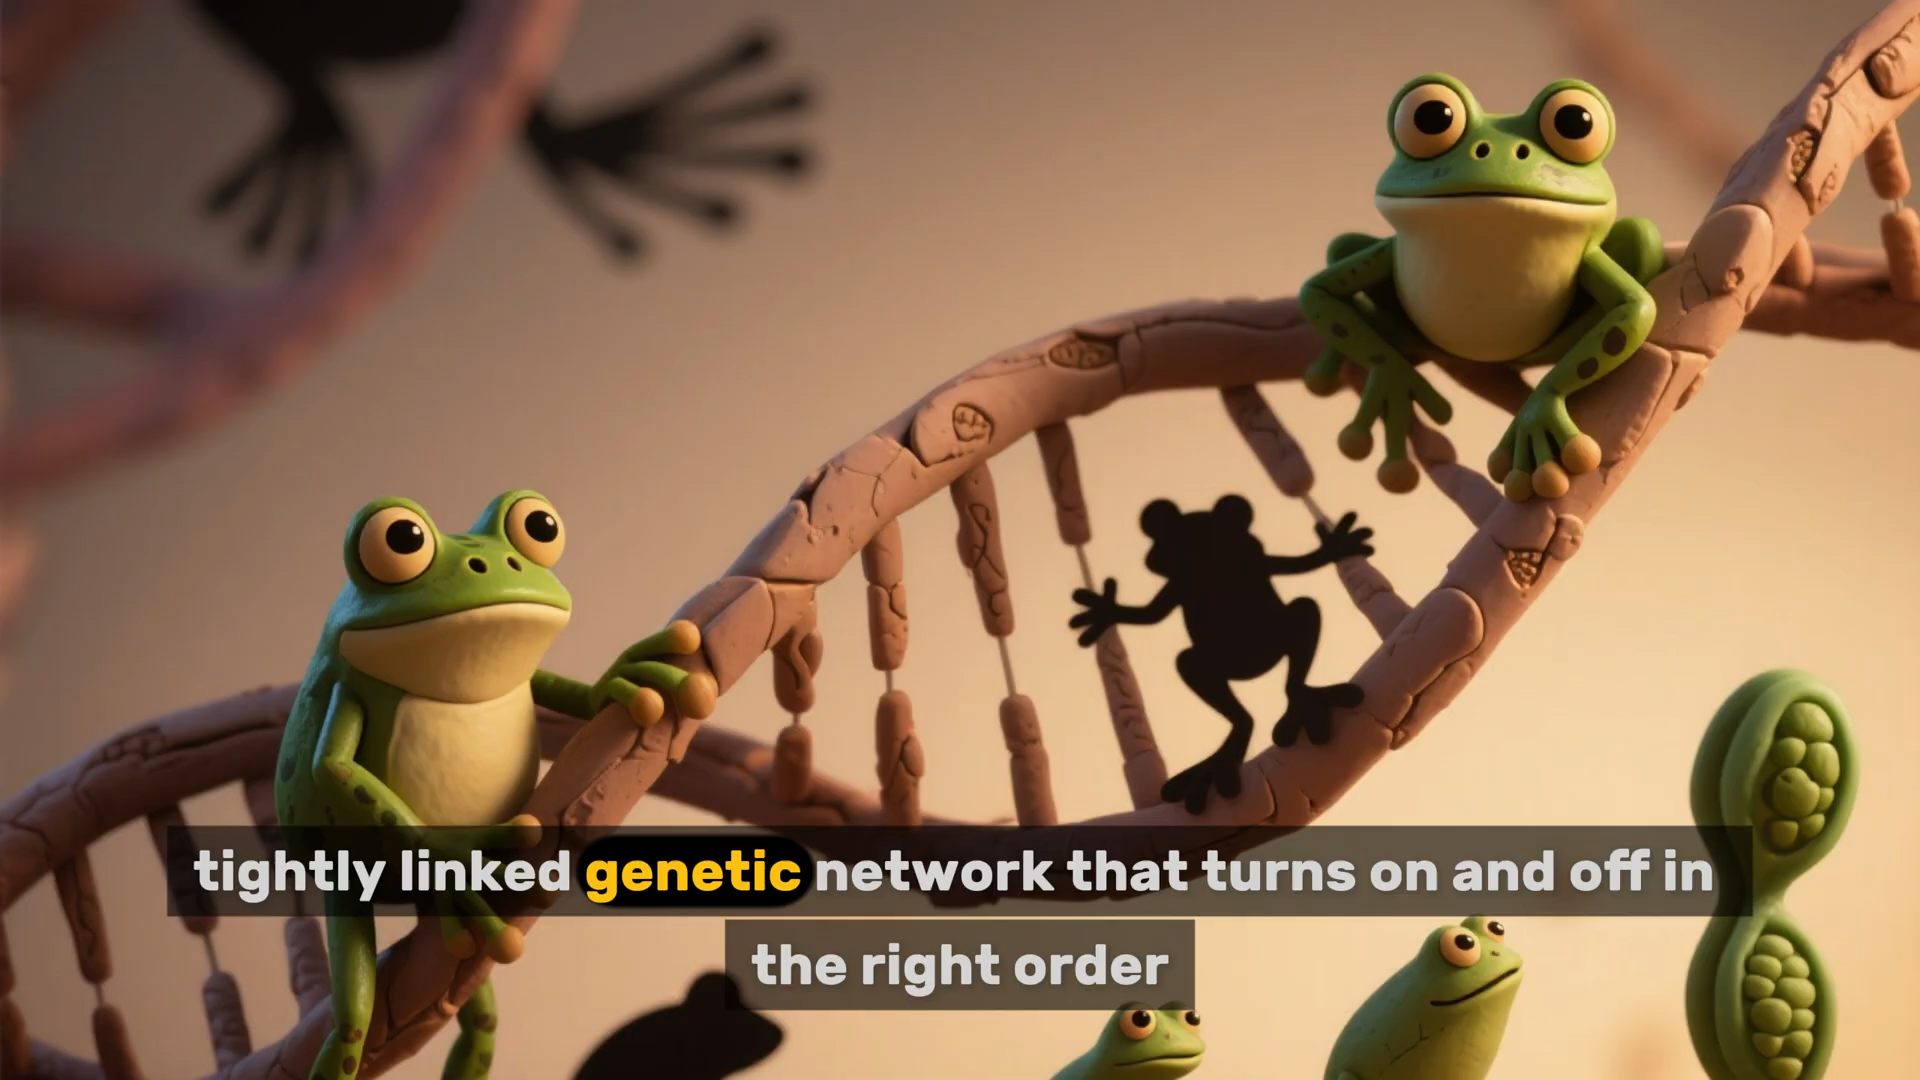 tightly linked genetic network that turns on and off in
the right order